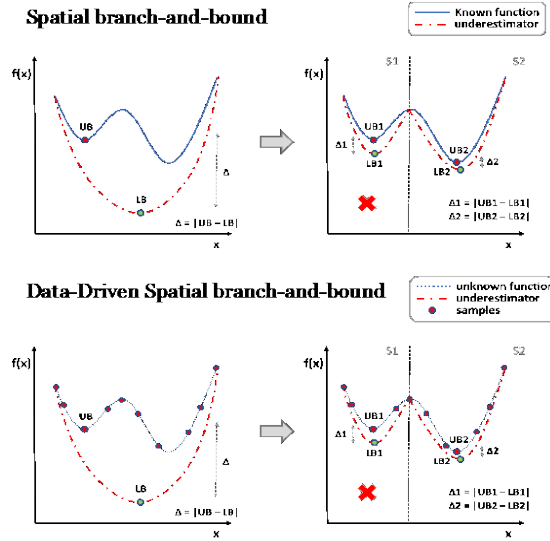 Spatial branch-and-bound
Known function
underestimator
f(x)
UB
Δ
LB
Δ = |UB − LB|
x
f(x)
S1
S2
UB1
Δ1
LB1
UB2
Δ2
LB2
Δ1 = |UB1 − LB1|
Δ2 = |UB2 − LB2|
x
Data-Driven Spatial branch-and-bound
unknown function
underestimator
samples
f(x)
UB
Δ
LB
Δ = |UB − LB|
x
f(x)
S1
S2
UB1
Δ1
LB1
UB2
Δ2
LB2
Δ1 = |UB1 − LB1|
Δ2 = |UB2 − LB2|
x